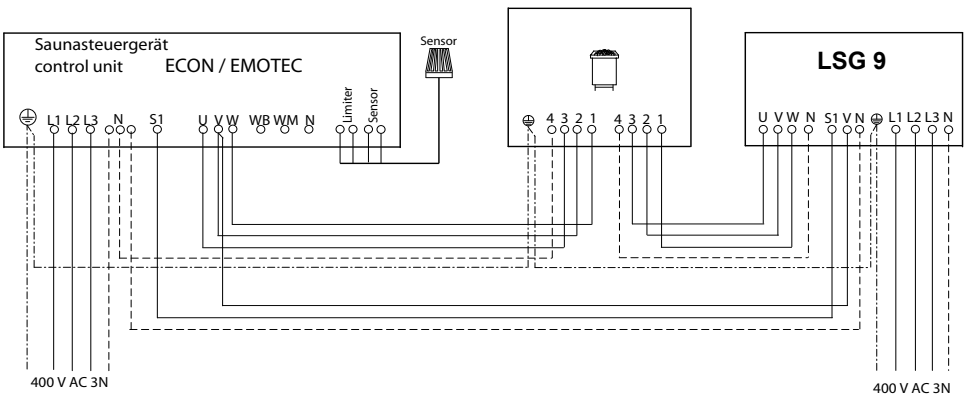 Saunasteuergerät
control unit ECON / EMOTEC
L1 L2 L3 N S1 U V W WB WM N Limiter Sensor
Sensor
4 3 2 1 4 3 2 1
LSG 9
U V W N S1 V N L1 L2 L3 N
400 V AC 3N
400 V AC 3N